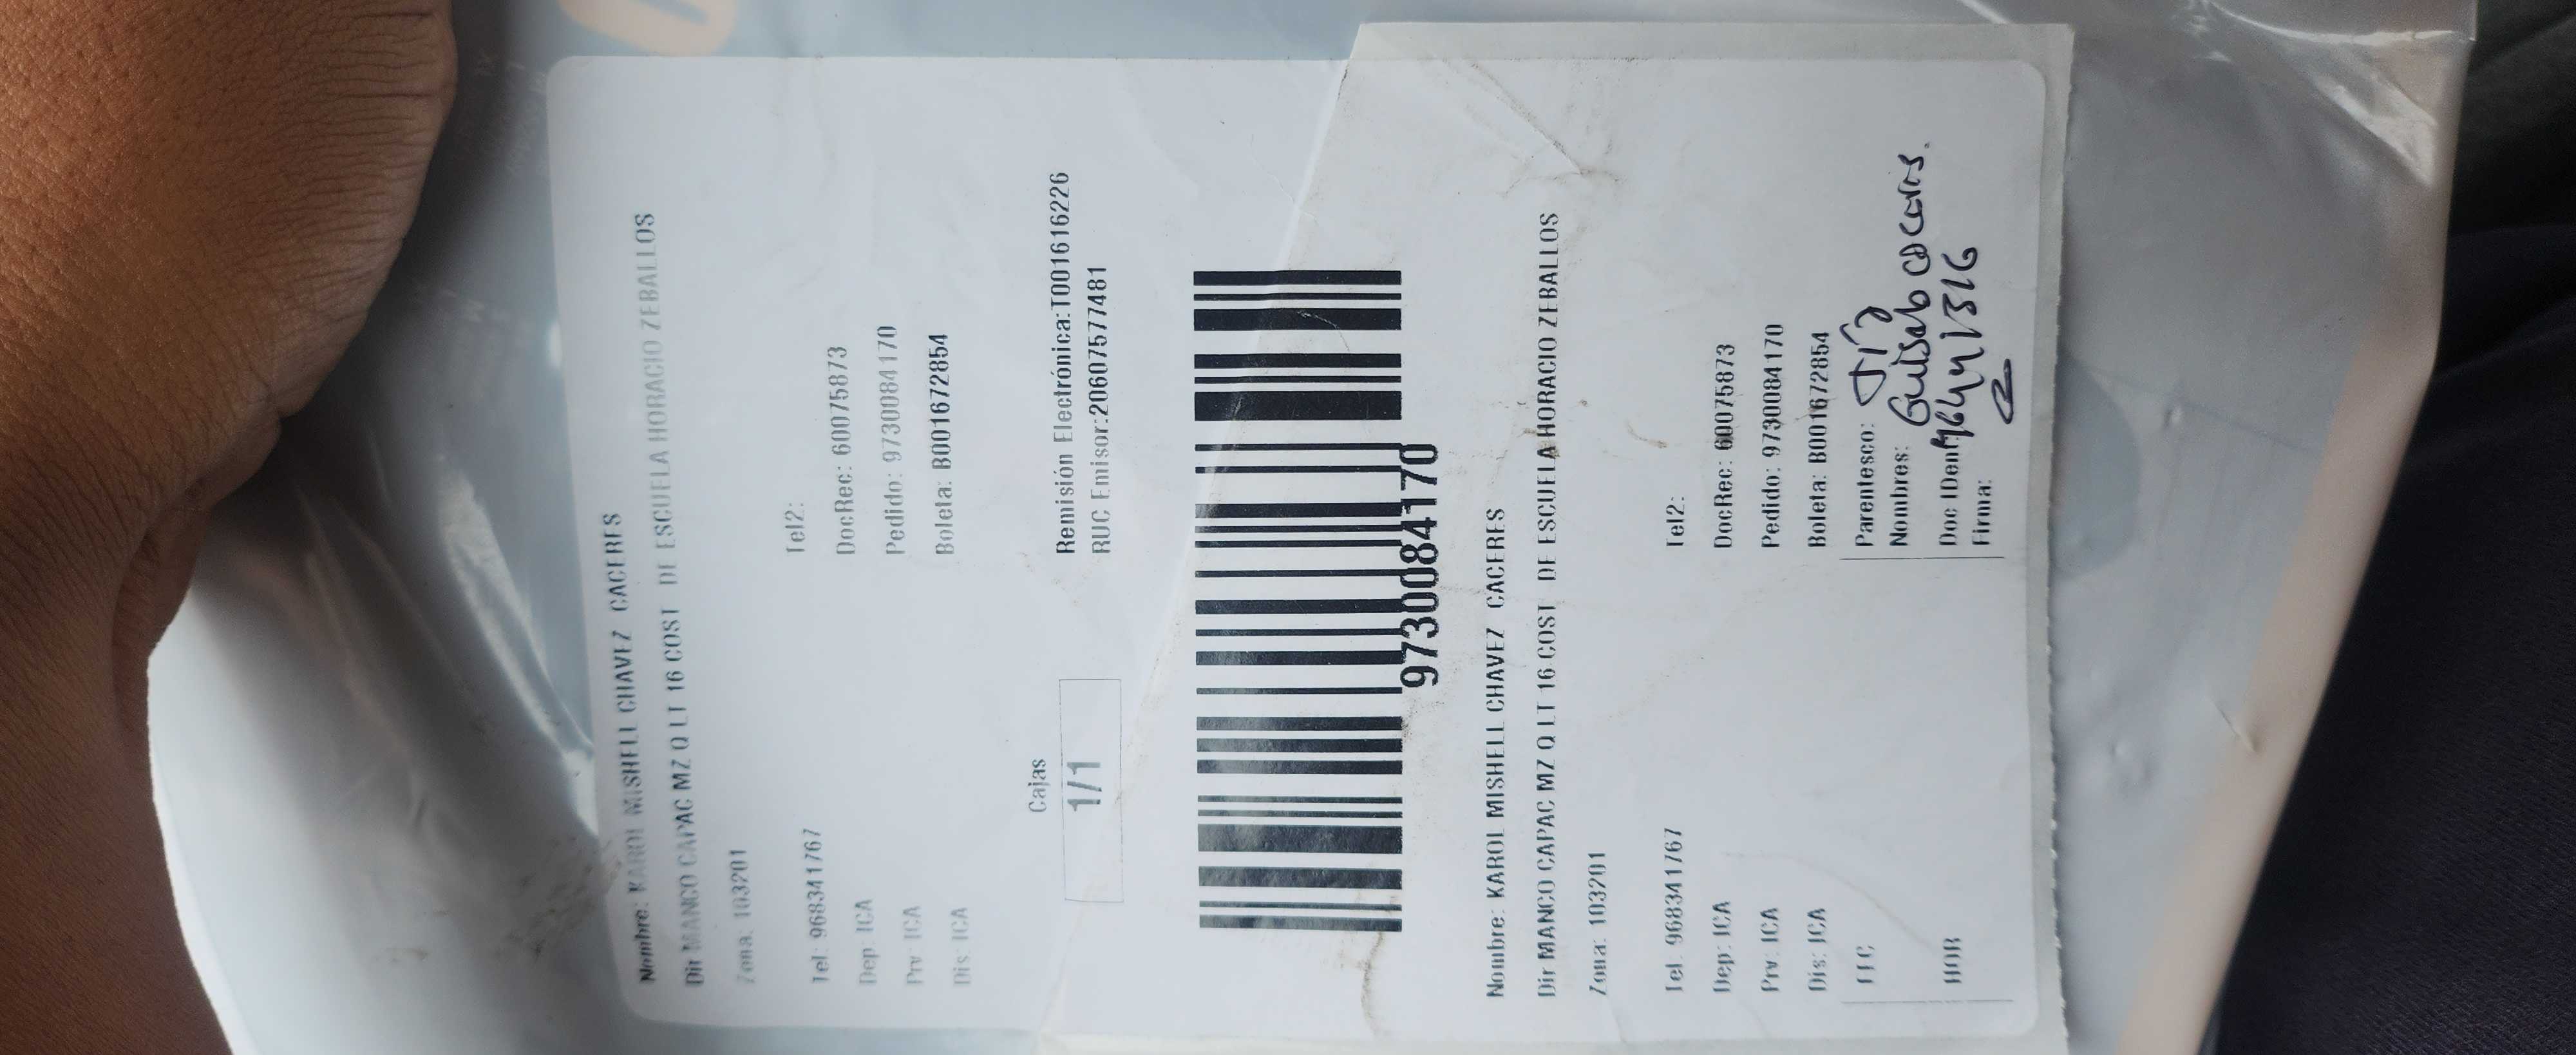 Nombre: KAROL MISHELL CHAVEZ CACERES
Dir MANCO CAPAC MZ Q LT 16 COST DE ESCUELA HORACIO ZEBALLOS
Zona: 103201
Tel: 968341767 Tel2:
Dep: ICA DocRec: 60075873
Prv: ICA Pedido: 9730084170
Dis: ICA Boleta: B001672854
Cajas
1/1
Remisión Electrónica:T001616226
RUC Emisor:20607577481
9730084170
Nombre: KAROL MISHELL CHAVEZ CACERES
Dir MANCO CAPAC MZ Q LT 16 COST DE ESCUELA HORACIO ZEBALLOS
Zona: 103201
Tel: 968341767 Tel2:
Dep: ICA DocRec: 60075873
Prv: ICA Pedido: 9730084170
Dis: ICA Boleta: B001672854
FEC Parentesco: TÍA
Nombres:
HOR Doc IDent
Firma: